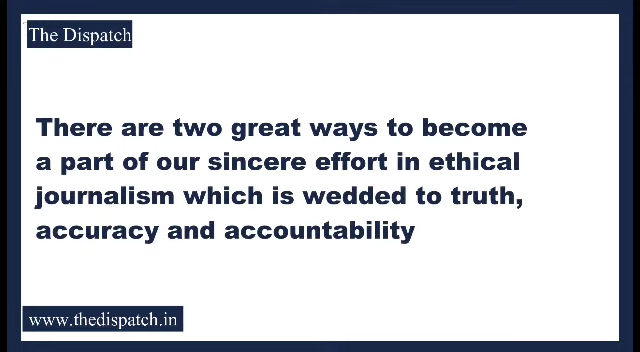 The Dispatch
There are two great ways to become
a part of our sincere effort in ethical
journalism which is wedded to truth,
accuracy and accountability
www.thedispatch.in